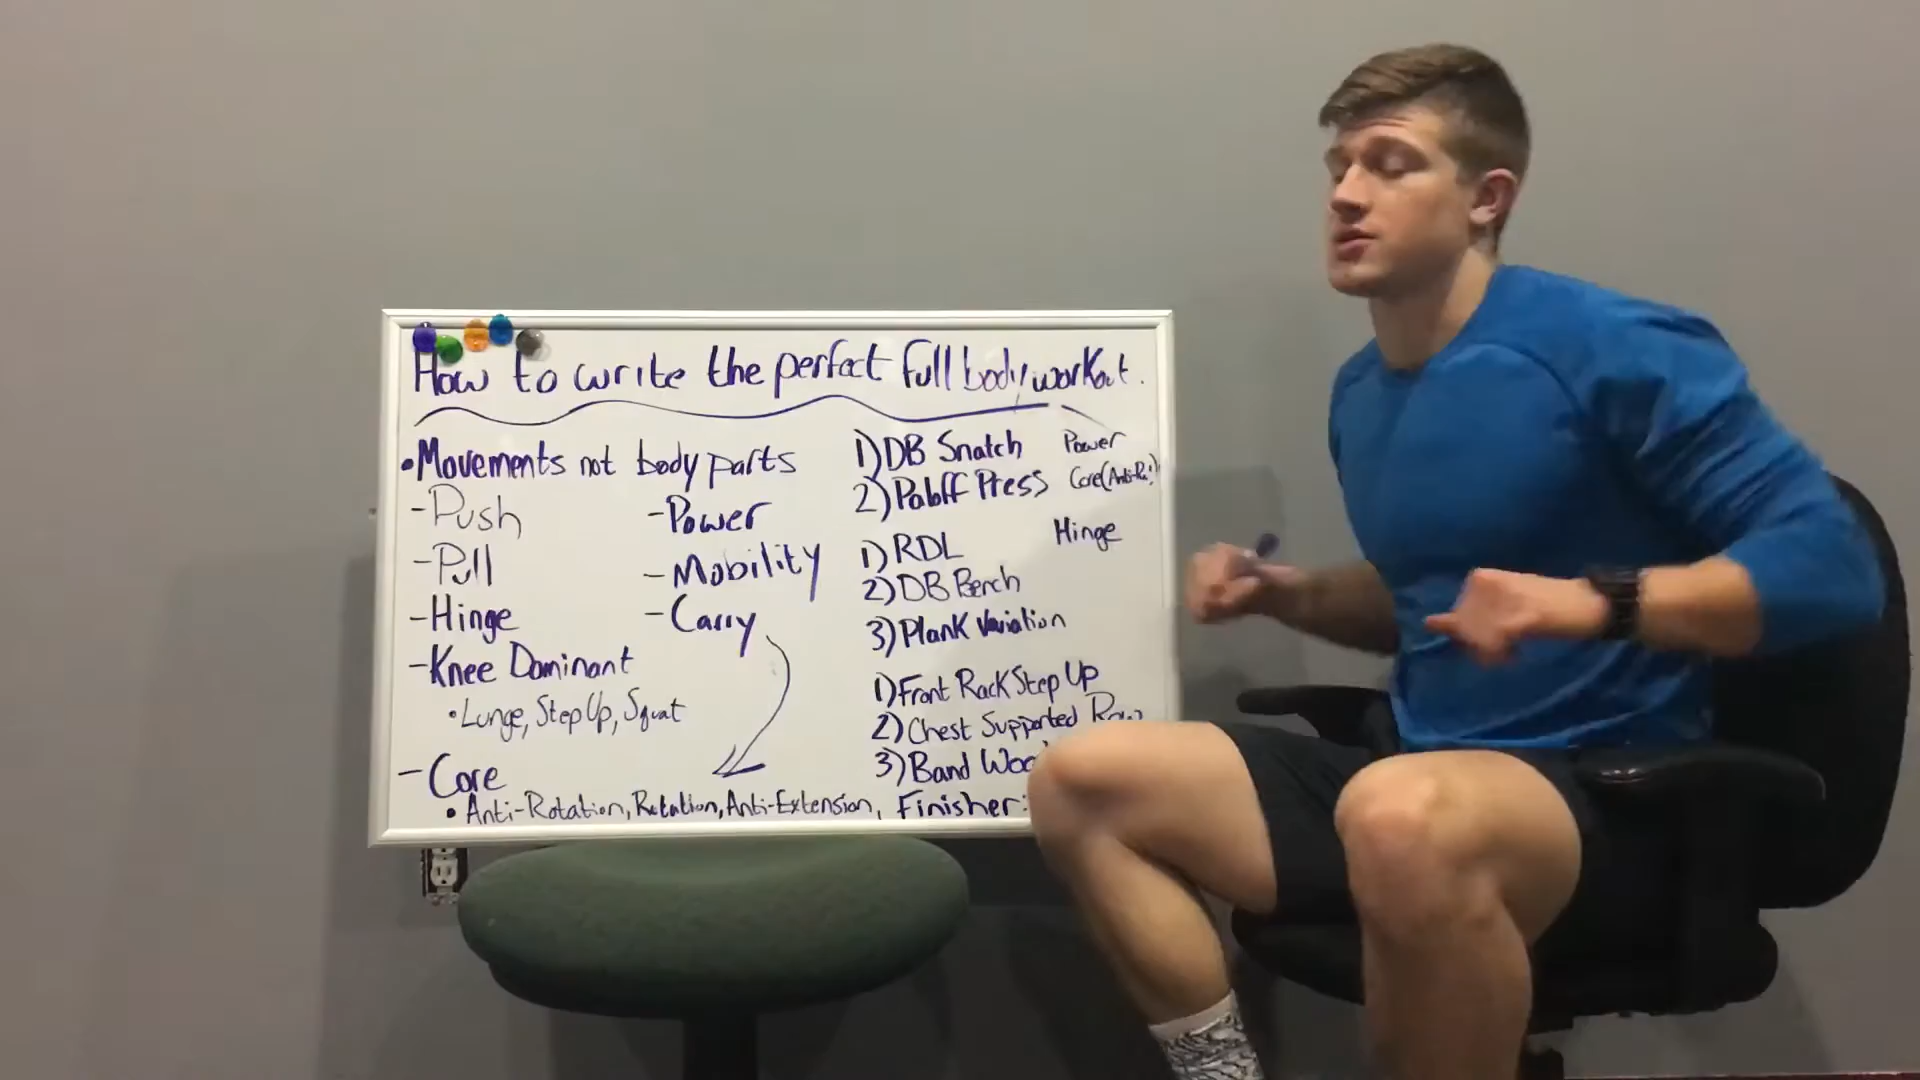 How to write the perfect full body workout.
•Movements not body parts
-Push
-Pull
-Hinge
-Knee Dominant
•Lunge, Step Up, Squat
-Core
•Anti-Rotation, Rotation, Anti-Extension,
-Power
-Mobility
-Carry
1)DB Snatch Power
2)Paloff Press Core(Anti-
1)RDL Hinge
2)DB Bench
3)Plank Variation
1)Front Rack Step Up
2)Chest Supported Row
3)Band
Finisher: